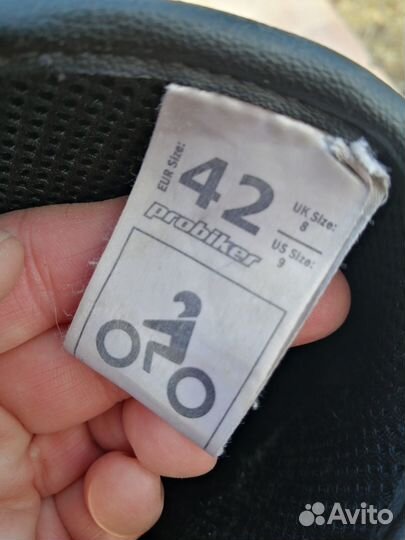 EUR Size:
42
UK Size:
8
US Size:
9
probiker
Avito